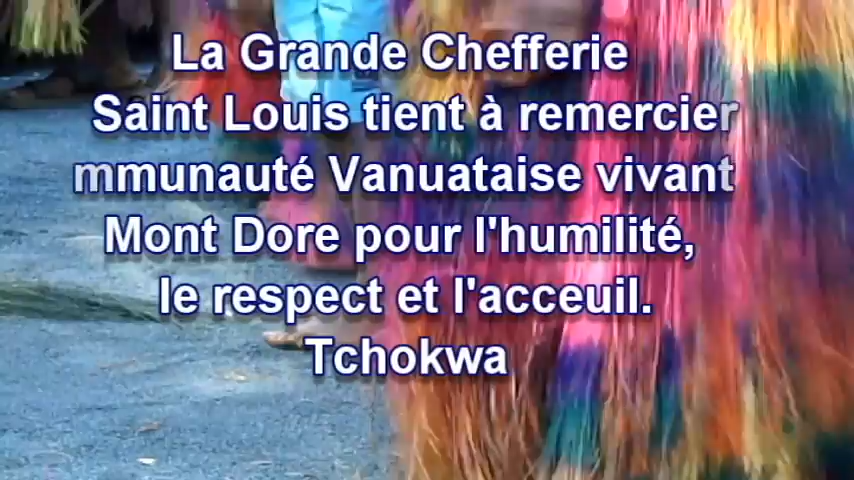 La Grande Chefferie
Saint Louis tient à remercier
mmunauté Vanuataise vivant
Mont Dore pour l'humilité,
le respect et l'acceuil.
Tchokwa